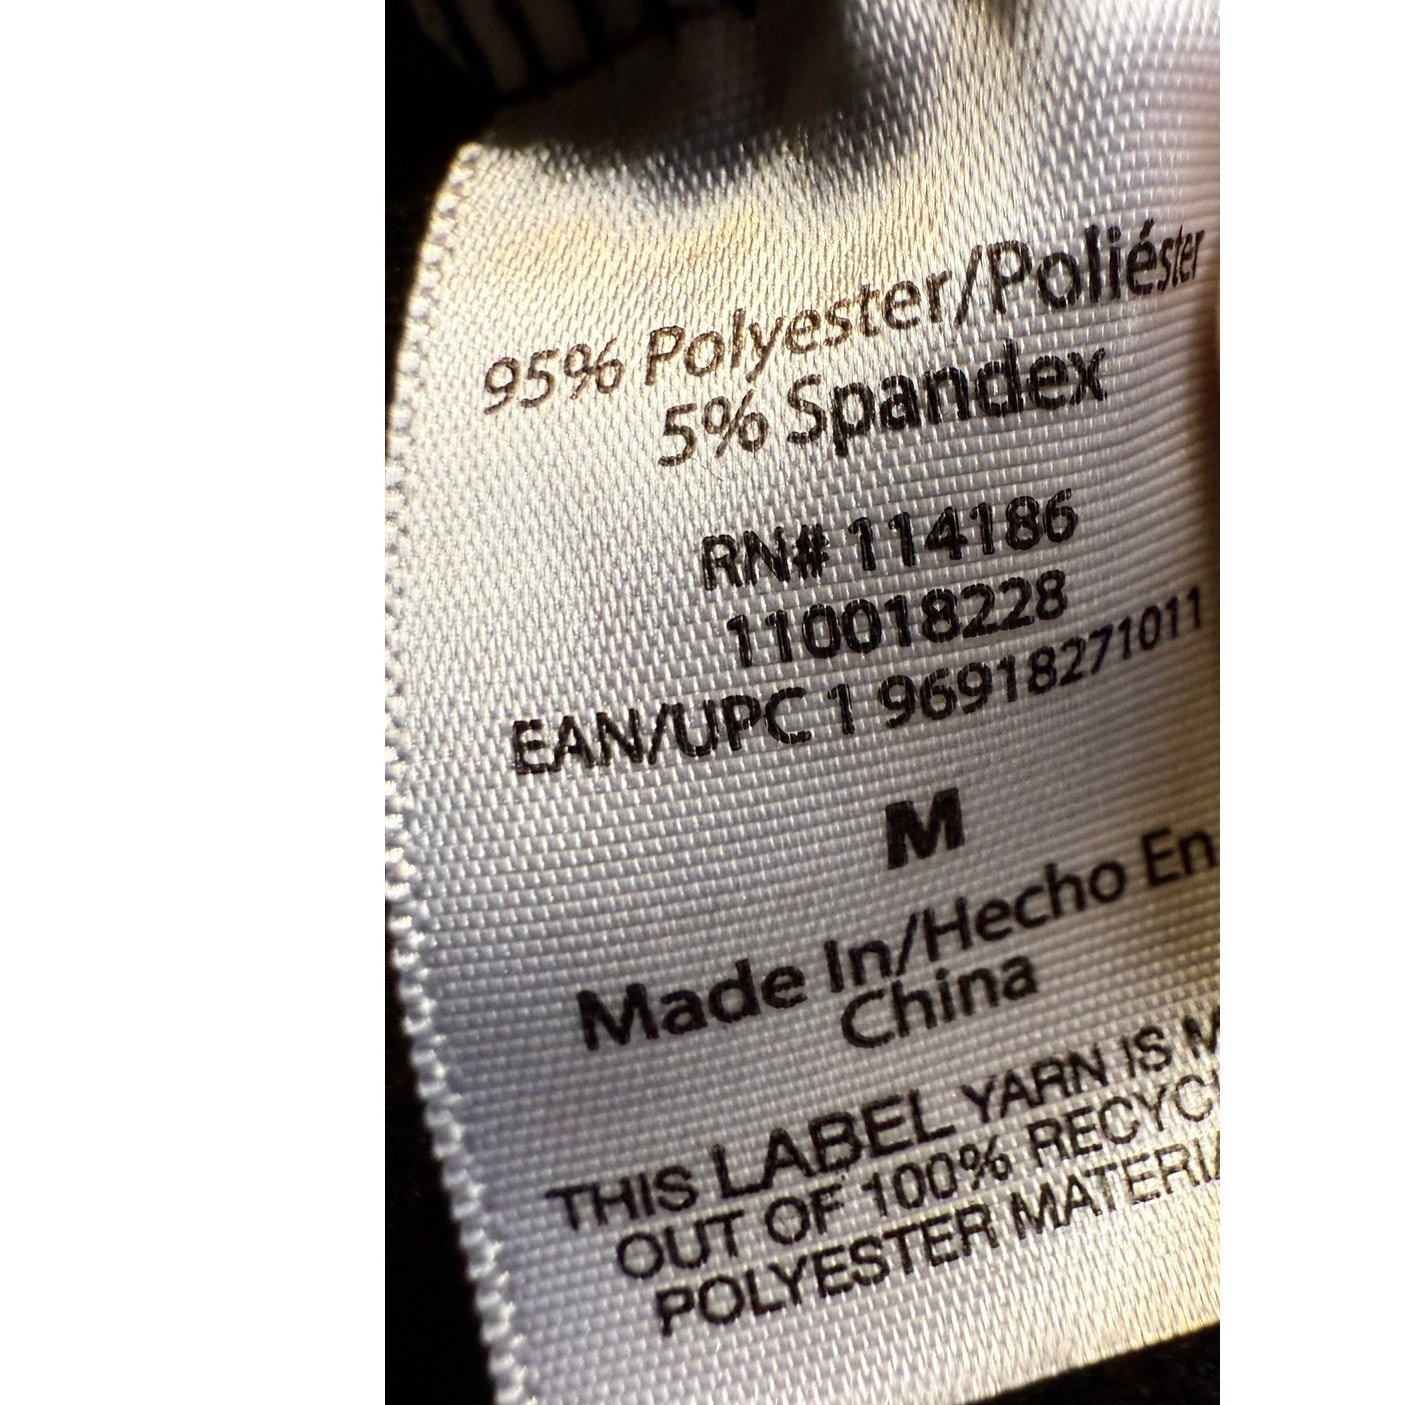 95% Polyester/Poliéster
5% Spandex
RN# 114186
110018228
EAN/UPC 1 96918271011
M
Made In/Hecho En
China
THIS LABEL YARN IS M
OUT OF 100% RECYC
POLYESTER MATERIA